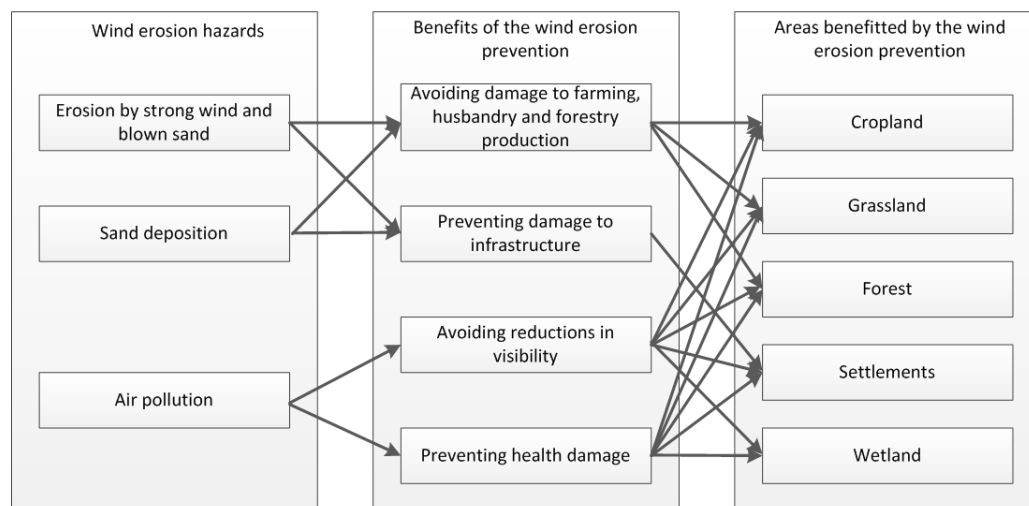 Wind erosion hazards
Erosion by strong wind and
blown sand
Sand deposition
Air pollution
Benefits of the wind erosion
prevention
Avoiding damage to farming,
husbandry and forestry
production
Preventing damage to
infrastructure
Avoiding reductions in
visibility
Preventing health damage
Areas benefitted by the wind
erosion prevention
Cropland
Grassland
Forest
Settlements
Wetland